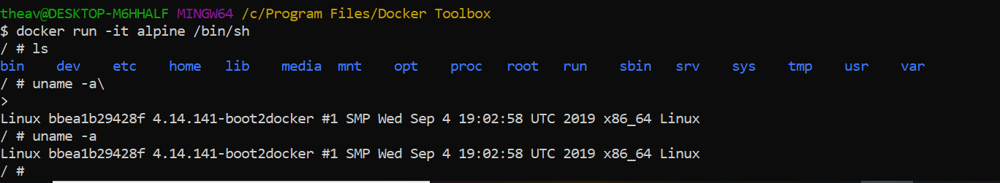 theav@DESKTOP-M6HHALF MINGW64 /c/Program Files/Docker Toolbox
$ docker run -it alpine /bin/sh
/ # ls
bin    dev    etc    home   lib    media  mnt    opt    proc   root   run    sbin   srv    sys    tmp    usr    var
/ # uname -a\
>
Linux bbea1b29428f 4.14.141-boot2docker #1 SMP Wed Sep 4 19:02:58 UTC 2019 x86_64 Linux
/ # uname -a
Linux bbea1b29428f 4.14.141-boot2docker #1 SMP Wed Sep 4 19:02:58 UTC 2019 x86_64 Linux
/ #